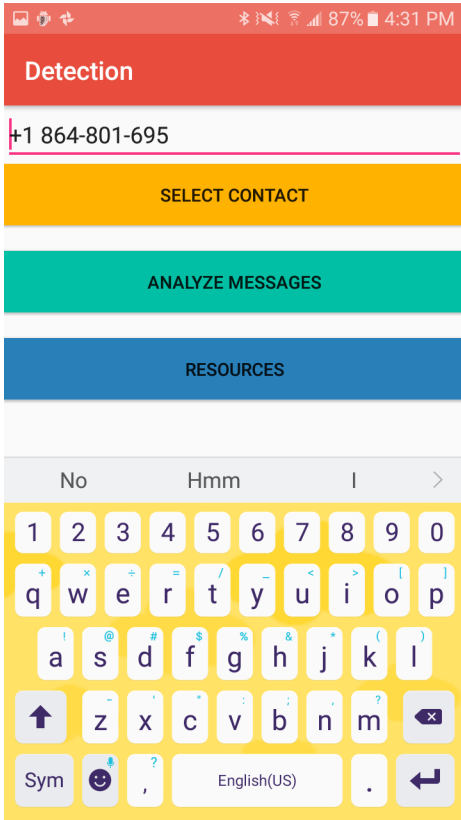 87% 4:31 PM
Detection
+1 864-801-695
SELECT CONTACT
ANALYZE MESSAGES
RESOURCES
No Hmm I
1 2 3 4 5 6 7 8 9 0
+ × ÷ = / _ < > [ ]
q w e r t y u i o p
! @ # $ % & * ( )
a s d f g h j k l
- ' " : ; , ?
z x c v b n m
?
Sym , English(US) .